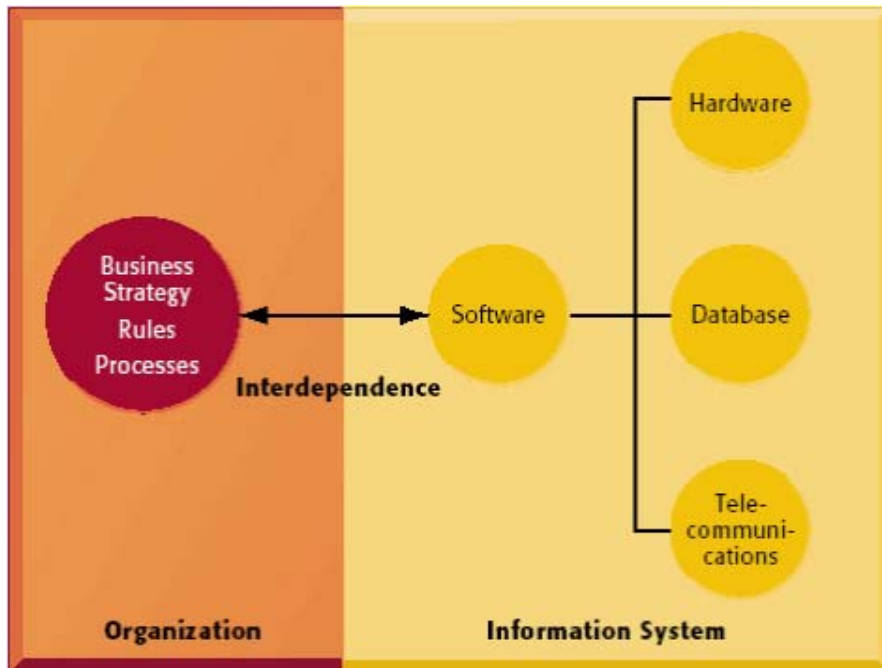 Business
Strategy
Rules
Processes
Interdependence
Software
Hardware
Database
Tele-
communi-
cations
Organization
Information System